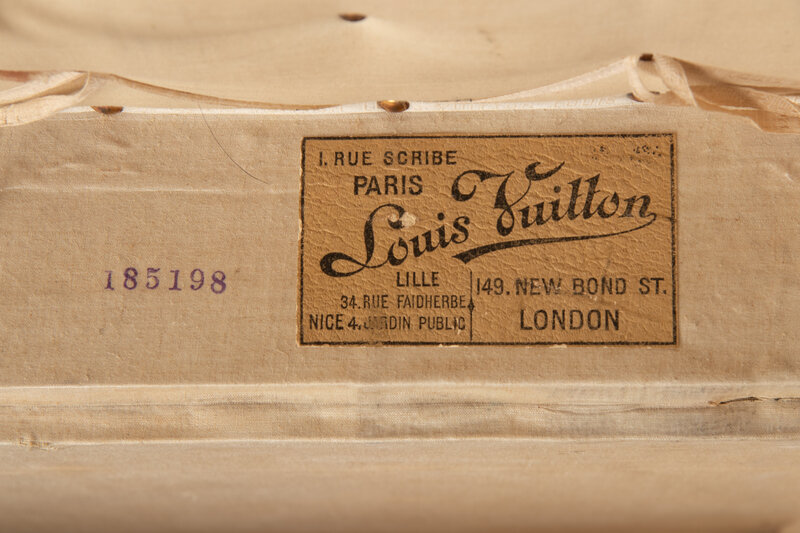 1. RUE SCRIBE
PARIS
Louis Vuitton
LILLE
34. RUE FAIDHERBE
NICE 4. JARDIN PUBLIC
149. NEW BOND ST.
LONDON
185198